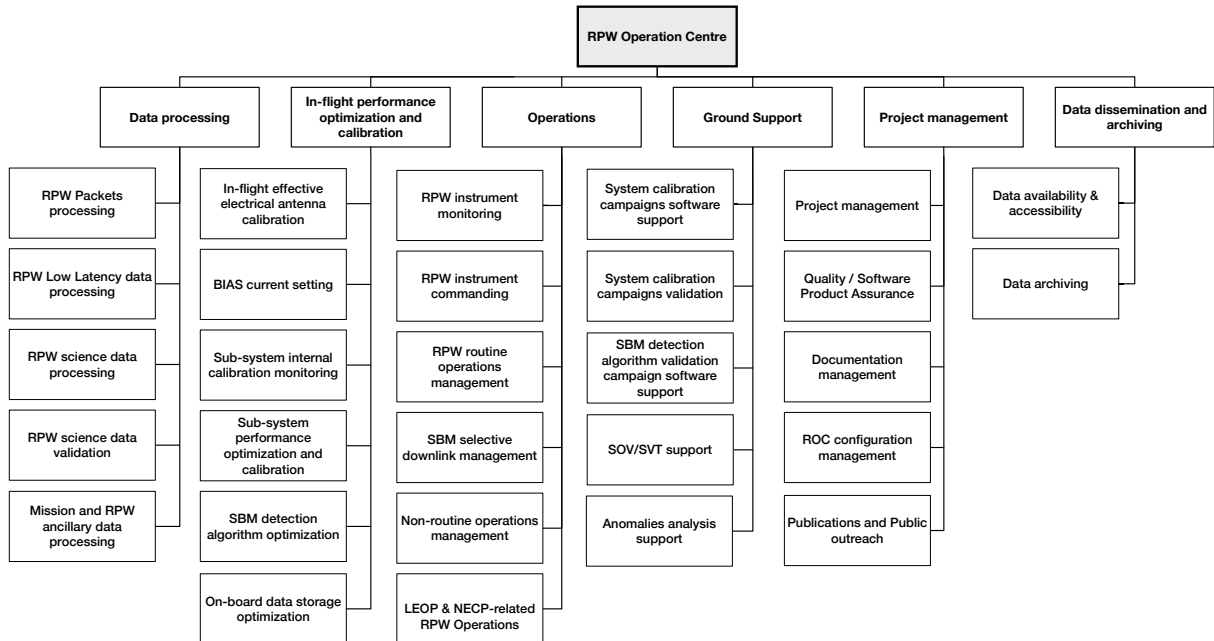 RPW Operation Centre
Data processing
In-flight performance
optimization and
calibration
Operations
Ground Support
Project management
Data dissemination and
archiving
RPW Packets
processing
RPW Low Latency data
processing
RPW science data
processing
RPW science data
validation
Mission and RPW
ancillary data
processing
In-flight effective
electrical antenna
calibration
BIAS current setting
Sub-system internal
calibration monitoring
Sub-system
performance
optimization and
calibration
SBM detection
algorithm optimization
On-board data storage
optimization
RPW instrument
monitoring
RPW instrument
commanding
RPW routine
operations
management
SBM selective
downlink management
Non-routine operations
management
LEOP & NECP-related
RPW Operations
System calibration
campaigns software
support
System calibration
campaigns validation
SBM detection
algorithm validation
campaign software
support
SOV/SVT support
Anomalies analysis
support
Project management
Quality / Software
Product Assurance
Documentation
management
ROC configuration
management
Publications and Public
outreach
Data availability &
accessibility
Data archiving